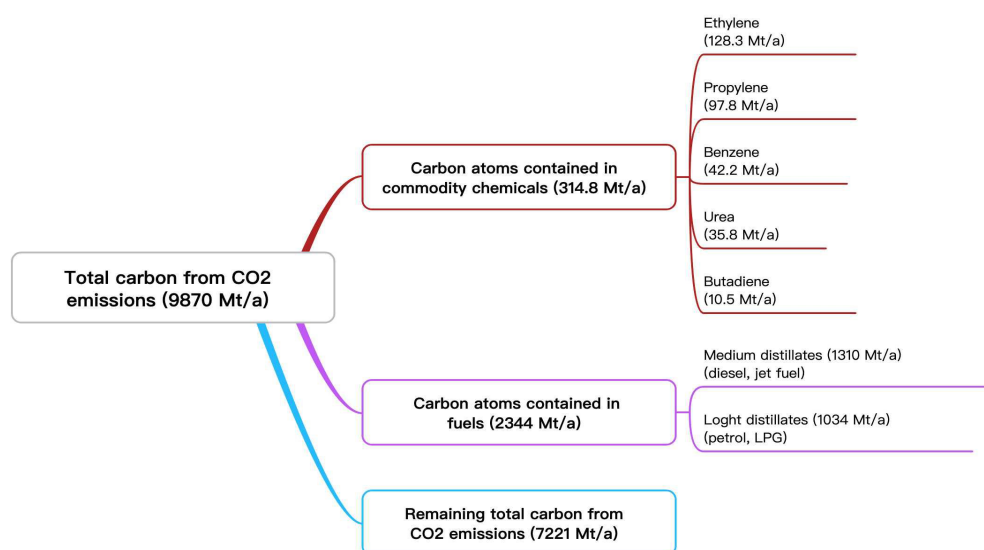 Ethylene
(128.3 Mt/a)
Propylene
(97.8 Mt/a)
Carbon atoms contained in
commodity chemicals (314.8 Mt/a)
Benzene
(42.2 Mt/a)
Urea
(35.8 Mt/a)
Total carbon from CO2
emissions (9870 Mt/a)
Butadiene
(10.5 Mt/a)
Medium distillates (1310 Mt/a)
(diesel, jet fuel)
Carbon atoms contained in
fuels (2344 Mt/a)
Loght distillates (1034 Mt/a)
(petrol, LPG)
Remaining total carbon from
CO2 emissions (7221 Mt/a)